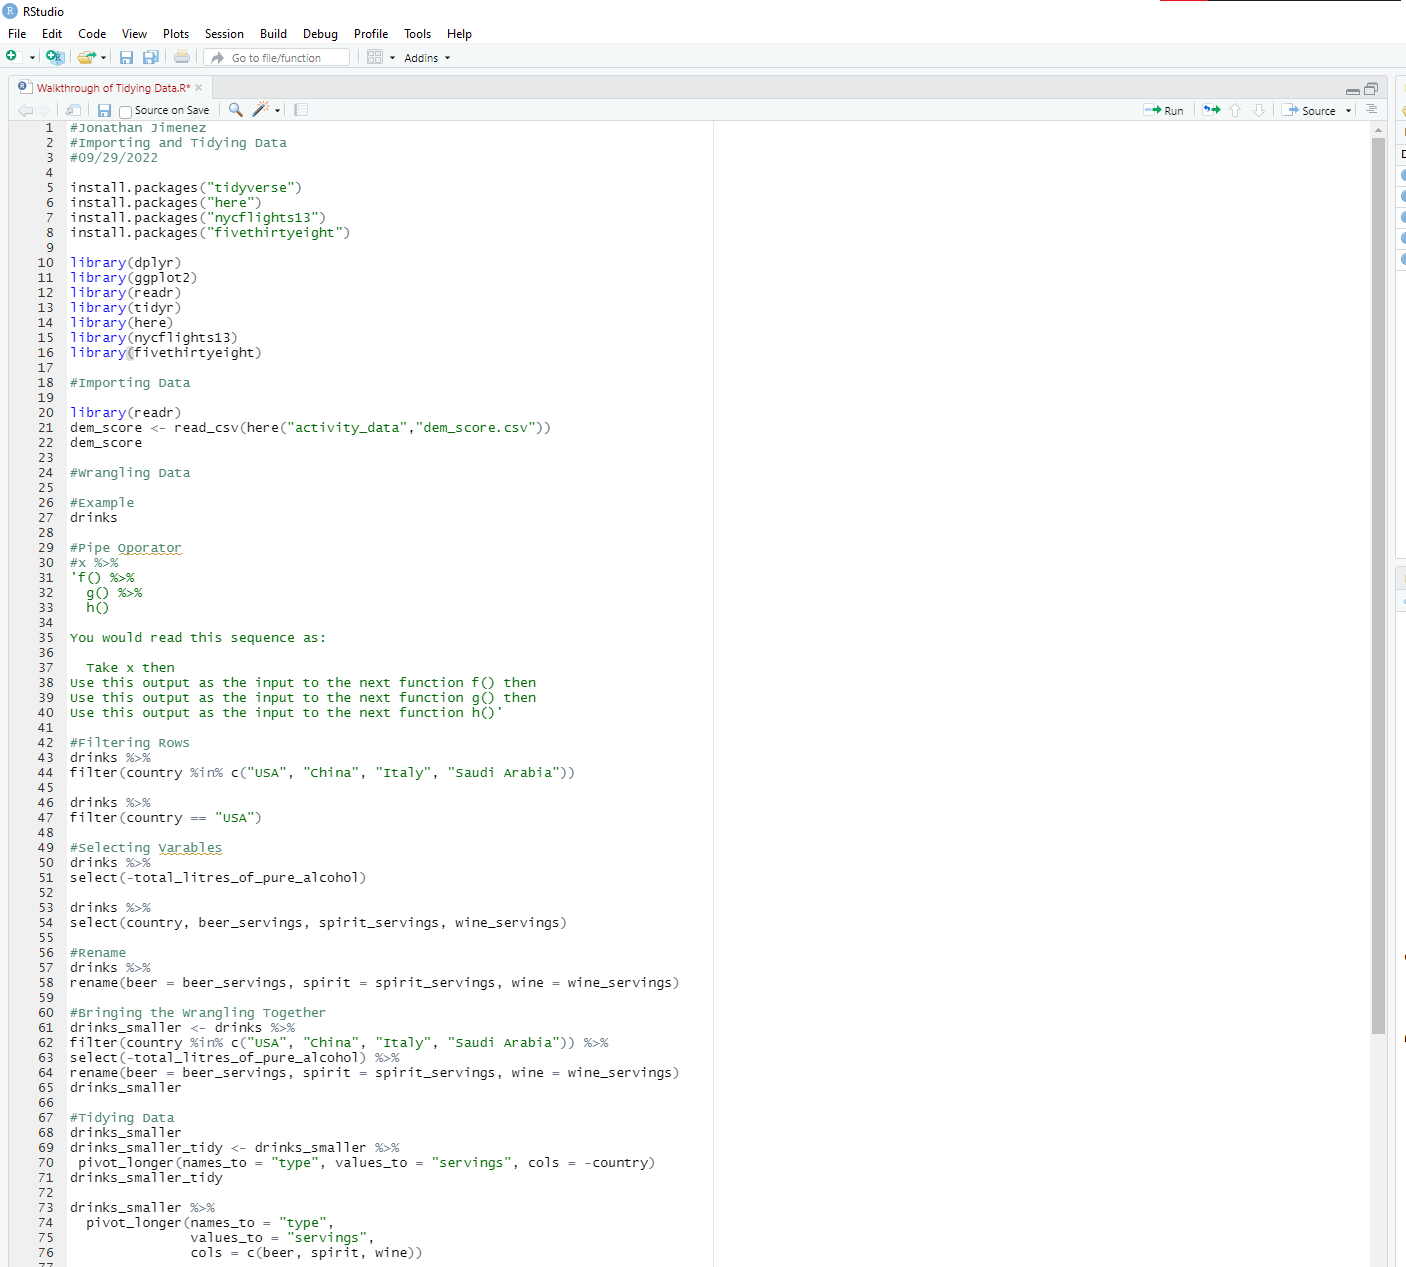 RStudio
File Edit Code View Plots Session Build Debug Profile Tools Help
Go to file/function Addins
Walkthrough of Tidying Data.R*
Source on Save Run Source
1 #Jonathan Jimenez
2 #Importing and Tidying Data
3 #09/29/2022
4
5 install.packages("tidyverse")
6 install.packages("here")
7 install.packages("nycflights13")
8 install.packages("fivethirtyeight")
9
10 library(dplyr)
11 library(ggplot2)
12 library(readr)
13 library(tidyr)
14 library(here)
15 library(nycflights13)
16 library(fivethirtyeight)
17
18 #Importing Data
19
20 library(readr)
21 dem_score <- read_csv(here("activity_data","dem_score.csv"))
22 dem_score
23
24 #Wrangling Data
25
26 #Example
27 drinks
28
29 #Pipe Oporator
30 #x %>%
31 'f() %>%
32   g() %>%
33   h()
34
35 You would read this sequence as:
36
37   Take x then
38 Use this output as the input to the next function f() then
39 Use this output as the input to the next function g() then
40 Use this output as the input to the next function h()'
41
42 #Filtering Rows
43 drinks %>%
44 filter(country %in% c("USA", "China", "Italy", "Saudi Arabia"))
45
46 drinks %>%
47 filter(country == "USA")
48
49 #Selecting Varables
50 drinks %>%
51 select(-total_litres_of_pure_alcohol)
52
53 drinks %>%
54 select(country, beer_servings, spirit_servings, wine_servings)
55
56 #Rename
57 drinks %>%
58 rename(beer = beer_servings, spirit = spirit_servings, wine = wine_servings)
59
60 #Bringing the Wrangling Together
61 drinks_smaller <- drinks %>%
62 filter(country %in% c("USA", "China", "Italy", "Saudi Arabia")) %>%
63 select(-total_litres_of_pure_alcohol) %>%
64 rename(beer = beer_servings, spirit = spirit_servings, wine = wine_servings)
65 drinks_smaller
66
67 #Tidying Data
68 drinks_smaller
69 drinks_smaller_tidy <- drinks_smaller %>%
70  pivot_longer(names_to = "type", values_to = "servings", cols = -country)
71 drinks_smaller_tidy
72
73 drinks_smaller %>%
74   pivot_longer(names_to = "type",
75                values_to = "servings",
76                cols = c(beer, spirit, wine))